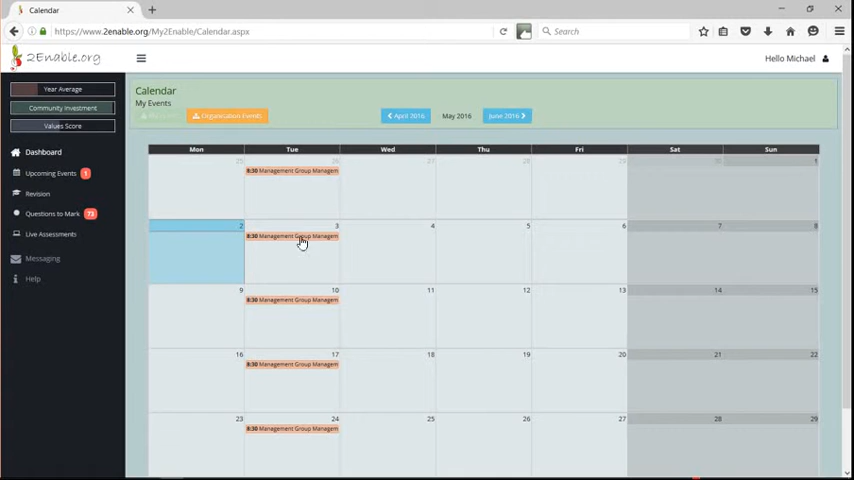 Calendar
https://www.2enable.org/My2Enable/Calendar.aspx
Search
2Enable.org
Hello Michael
Year Average
Community Investment
Values Score
Dashboard
Upcoming Events 1
Revision
Questions to Mark 73
Live Assessments
Messaging
Help
Calendar
My Events
Organisation Events
April 2016
May 2016
June 2016
Mon Tue Wed Thu Fri Sat Sun
25 26 27 28 29 30 1
8:30 Management Group Managem
2 3 4 5 6 7 8
8:30 Management Group Managem
9 10 11 12 13 14 15
8:30 Management Group Managem
16 17 18 19 20 21 22
8:30 Management Group Managem
23 24 25 26 27 28 29
8:30 Management Group Managem